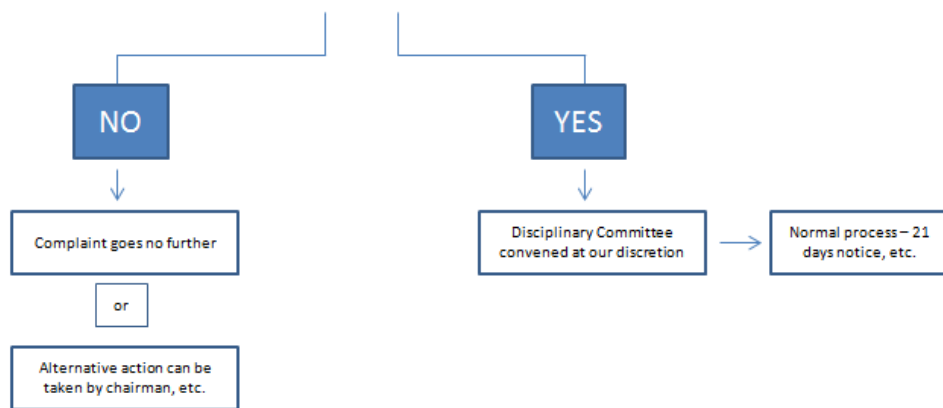 NO
YES
Complaint goes no further
Disciplinary Committee
convened at our discretion
Normal process – 21
days notice, etc.
or
Alternative action can be
taken by chairman, etc.